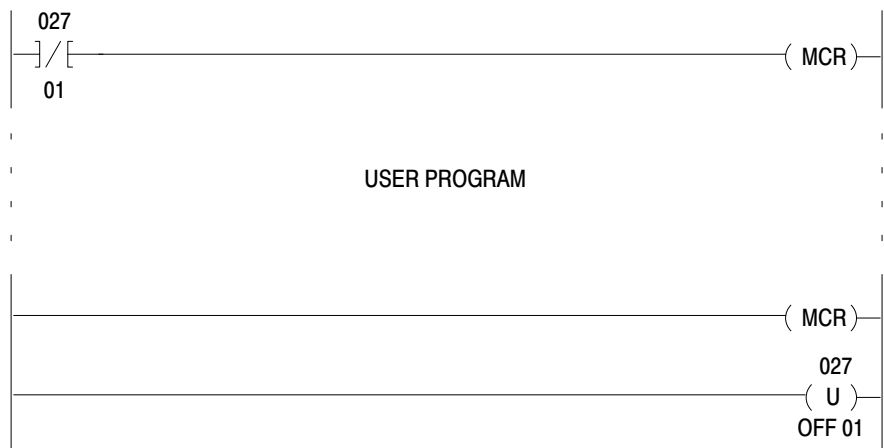 027
]/[
( MCR )
01
USER PROGRAM
( MCR )
027
( U )
OFF 01